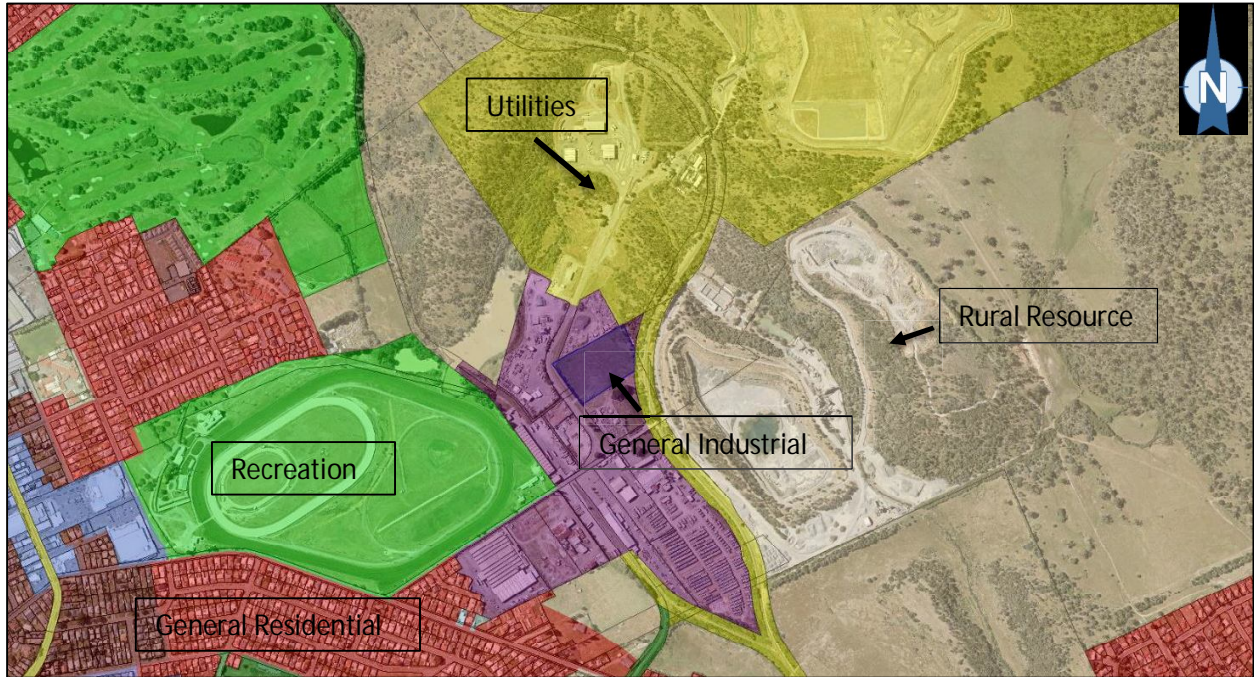 N
Utilities
Rural Resource
General Industrial
Recreation
General Residential